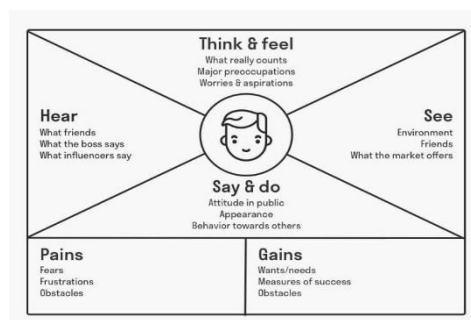 Think & feel
What really counts
Major preoccupations
Worries & aspirations
Hear
What friends
What the boss says
What influencers say
See
Environment
Friends
What the market offers
Say & do
Attitude in public
Appearance
Behavior towards others
Pains
Fears
Frustrations
Obstacles
Gains
Wants/needs
Measures of success
Obstacles